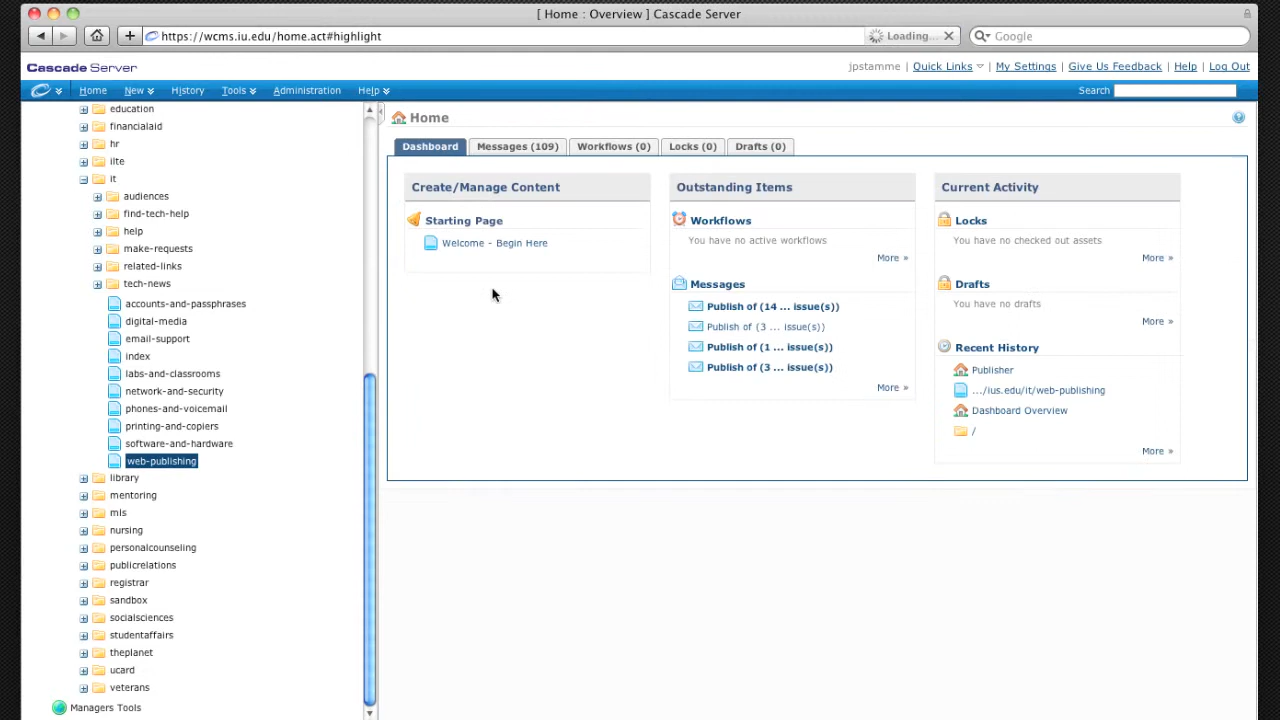 [ Home : Overview ] Cascade Server
https://wcms.iu.edu/home.act#highlight
Loading...
Google
Cascade Server
jpstamme | Quick Links | My Settings | Give Us Feedback | Help | Log Out
Home New History Tools Administration Help
Search
education
financialaid
hr
ilte
it
audiences
find-tech-help
help
make-requests
related-links
tech-news
accounts-and-passphrases
digital-media
email-support
index
labs-and-classrooms
network-and-security
phones-and-voicemail
printing-and-copiers
software-and-hardware
web-publishing
library
mentoring
mls
nursing
personalcounseling
publicrelations
registrar
sandbox
socialsciences
studentaffairs
theplanet
ucard
veterans
Managers Tools
Home
Dashboard Messages (109) Workflows (0) Locks (0) Drafts (0)
Create/Manage Content
Starting Page
Welcome - Begin Here
Outstanding Items
Workflows
You have no active workflows
More »
Messages
Publish of (14 ... issue(s))
Publish of (3 ... issue(s))
Publish of (1 ... issue(s))
Publish of (3 ... issue(s))
More »
Current Activity
Locks
You have no checked out assets
More »
Drafts
You have no drafts
More »
Recent History
Publisher
.../ius.edu/it/web-publishing
Dashboard Overview
/
More »